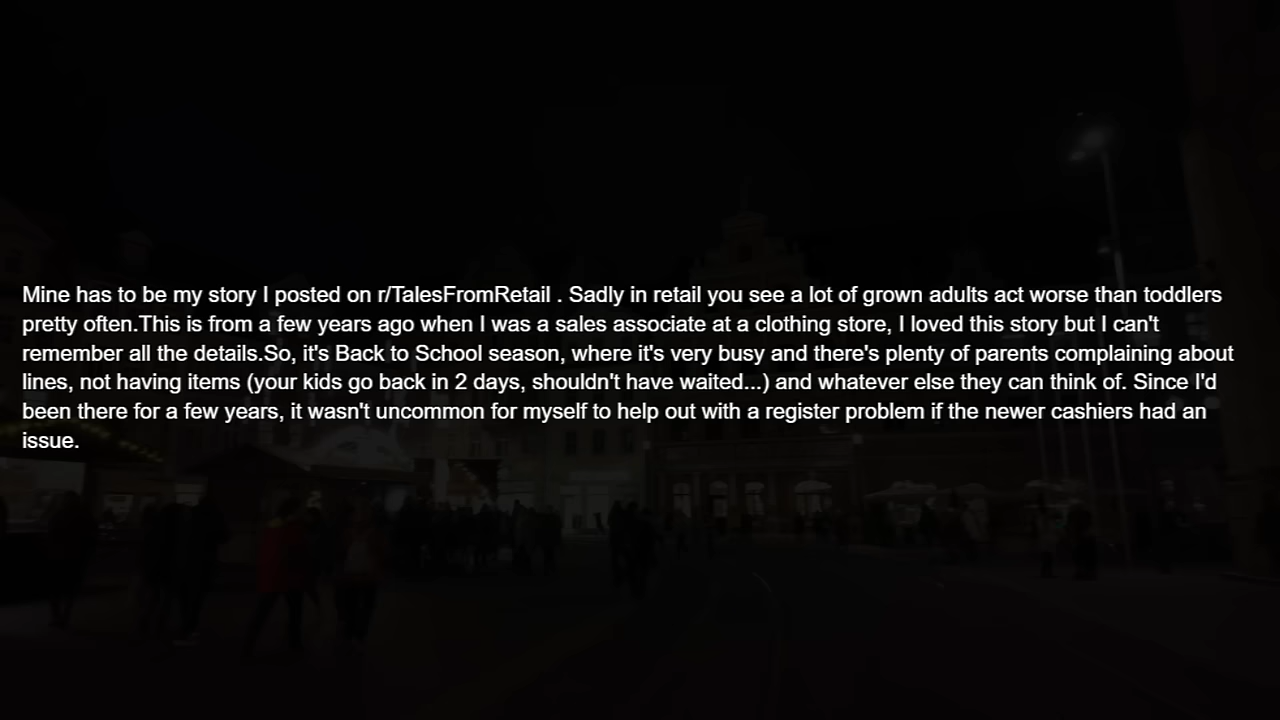 Mine has to be my story I posted on r/TalesFromRetail . Sadly in retail you see a lot of grown adults act worse than toddlers
pretty often.This is from a few years ago when I was a sales associate at a clothing store, I loved this story but I can't
remember all the details.So, it's Back to School season, where it's very busy and there's plenty of parents complaining about
lines, not having items (your kids go back in 2 days, shouldn't have waited...) and whatever else they can think of. Since I'd
been there for a few years, it wasn't uncommon for myself to help out with a register problem if the newer cashiers had an
issue.